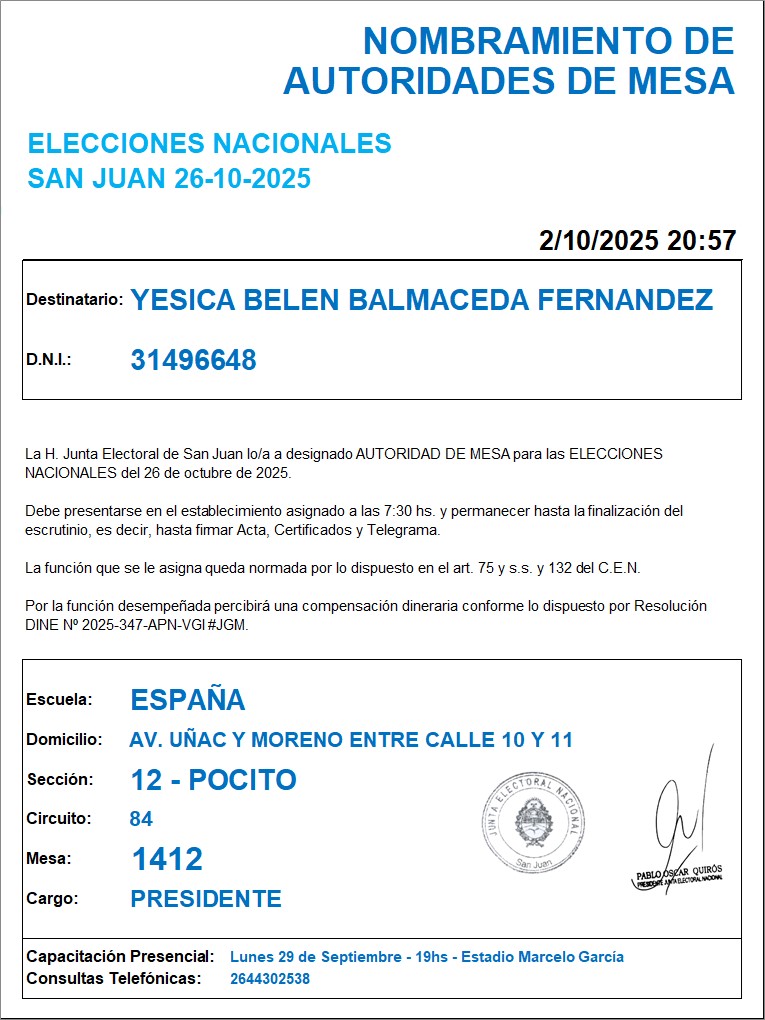 NOMBRAMIENTO DE
AUTORIDADES DE MESA
ELECCIONES NACIONALES
SAN JUAN 26-10-2025
2/10/2025 20:57
Destinatario: YESICA BELEN BALMACEDA FERNANDEZ
D.N.I.: 31496648
La H. Junta Electoral de San Juan lo/a a designado AUTORIDAD DE MESA para las ELECCIONES
NACIONALES del 26 de octubre de 2025.
Debe presentarse en el establecimiento asignado a las 7:30 hs. y permanecer hasta la finalización del
escrutinio, es decir, hasta firmar Acta, Certificados y Telegrama.
La función que se le asigna queda normada por lo dispuesto en el art. 75 y s.s. y 132 del C.E.N.
Por la función desempeñada percibirá una compensación dineraria conforme lo dispuesto por Resolución
DINE Nº 2025-347-APN-VGI#JGM.
Escuela: ESPAÑA
Domicilio: AV. UÑAC Y MORENO ENTRE CALLE 10 Y 11
Sección: 12 - POCITO
Circuito: 84
Mesa: 1412
Cargo: PRESIDENTE
JUNTA ELECTORAL NACIONAL
San Juan
PABLO OSCAR QUIRÓS
PRESIDENTE JUNTA ELECTORAL NACIONAL
Capacitación Presencial: Lunes 29 de Septiembre - 19hs - Estadio Marcelo García
Consultas Telefónicas: 2644302538